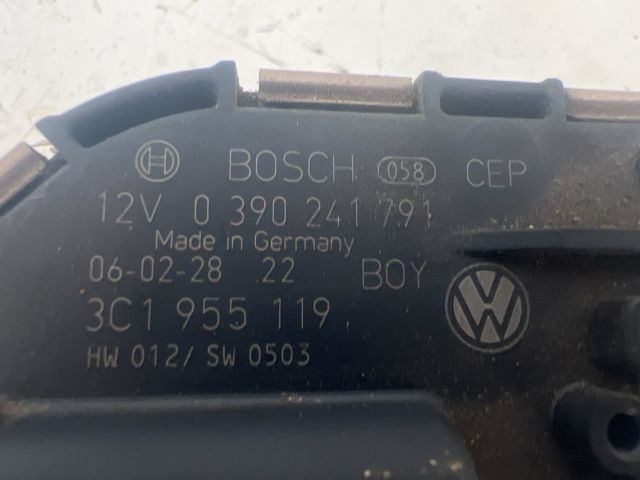 BOSCH 058 CEP
12V 0 390 241 791
Made in Germany
06-02-28 22 BOY
3C1 955 119
HW 012/ SW 0503